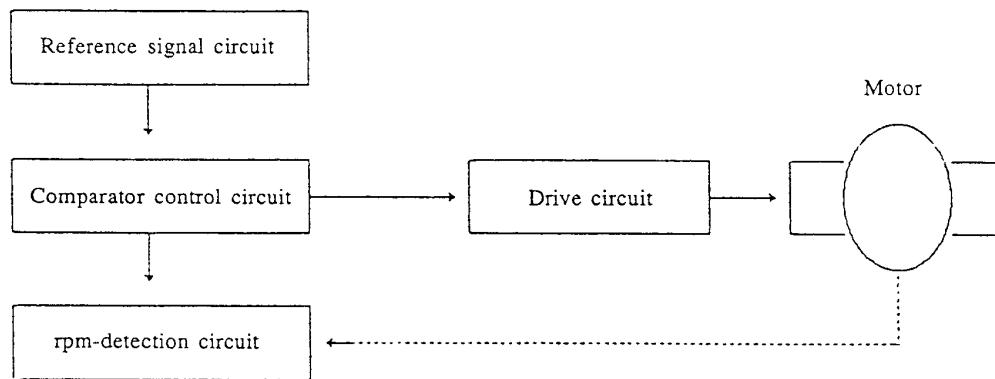 Reference signal circuit
Motor
Comparator control circuit
Drive circuit
rpm-detection circuit